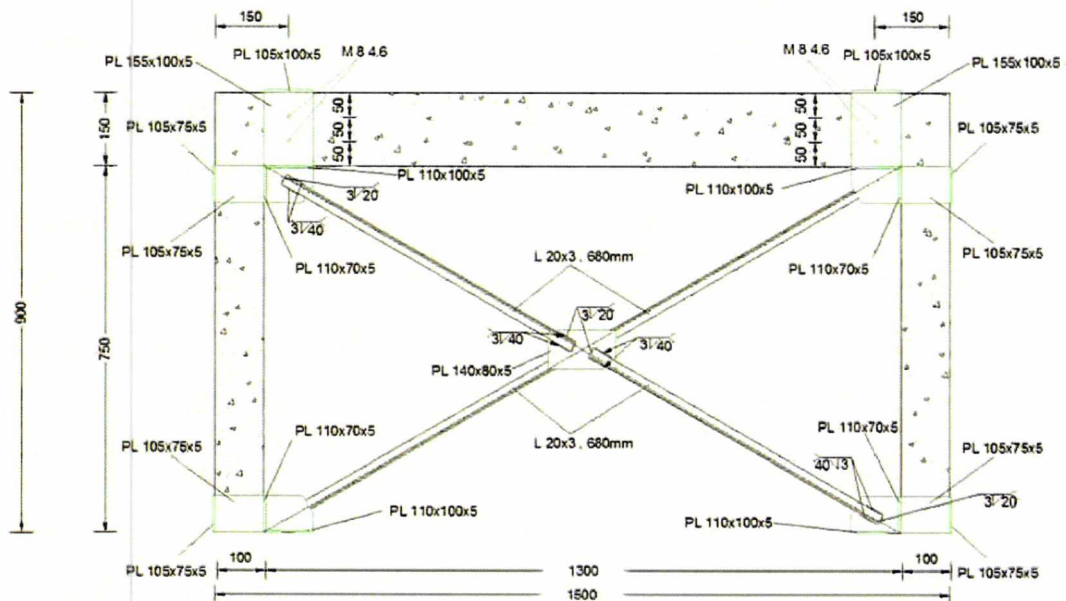 150
150
M 8 4.6
M 8 4.6
PL 105x100x5
PL 105x100x5
PL 155x100x5
PL 155x100x5
150
50
50
50
50
50
50
PL 105x75x5
PL 105x75x5
PL 110x100x5
PL 110x100x5
3 20
3 40
PL 105x75x5
PL 110x70x5
PL 110x70x5
PL 105x75x5
L 20x3 . 680mm
900
750
3 20
3 40
3 40
PL 140x80x5
PL 110x70x5
PL 110x70x5
PL 105x75x5
L 20x3 . 680mm
PL 105x75x5
40 3
3 20
PL 110x100x5
PL 110x100x5
PL 105x75x5
100
1300
100
PL 105x75x5
1500